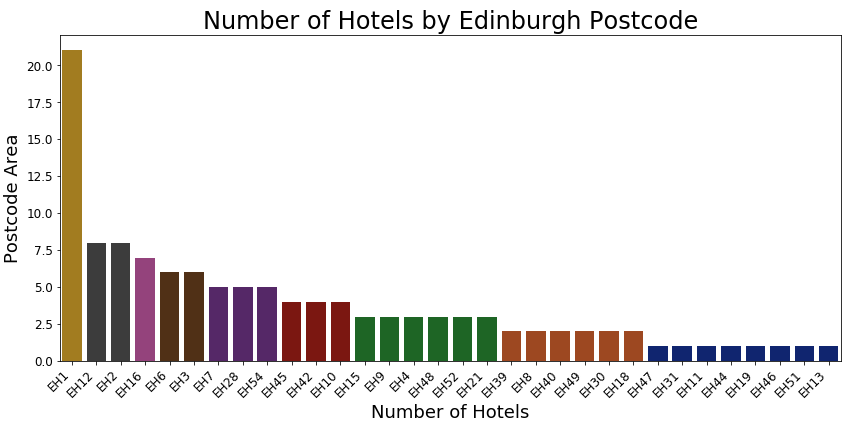 Number of Hotels by Edinburgh Postcode
Postcode Area
20.0
17.5
15.0
12.5
10.0
7.5
5.0
2.5
0.0
EH1 EH12 EH2 EH16 EH6 EH3 EH7 EH28 EH54 EH45 EH42 EH10 EH15 EH9 EH4 EH48 EH52 EH21 EH39 EH8 EH40 EH49 EH30 EH18 EH47 EH31 EH11 EH44 EH19 EH46 EH51 EH13
Number of Hotels